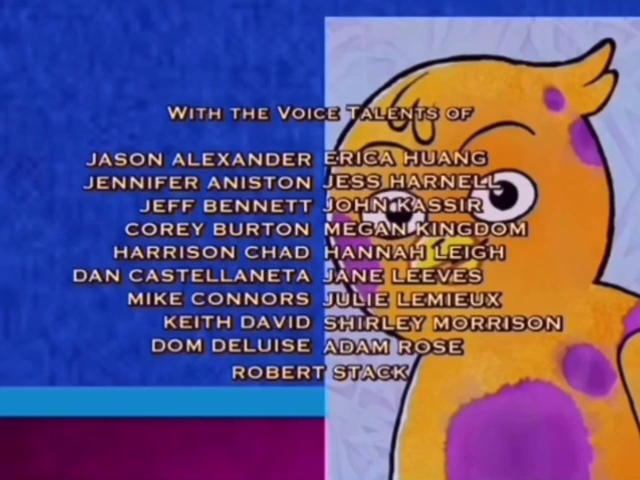 WITH THE VOICE TALENTS OF
JASON ALEXANDER ERICA HUANG
JENNIFER ANISTON JESS HARNELL
JEFF BENNETT JOHN KASSIR
COREY BURTON MEGAN KINGDOM
HARRISON CHAD HANNAH LEIGH
DAN CASTELLANETA JANE LEEVES
MIKE CONNORS JULIE LEMIEUX
KEITH DAVID SHIRLEY MORRISON
DOM DELUISE ADAM ROSE
ROBERT STACK